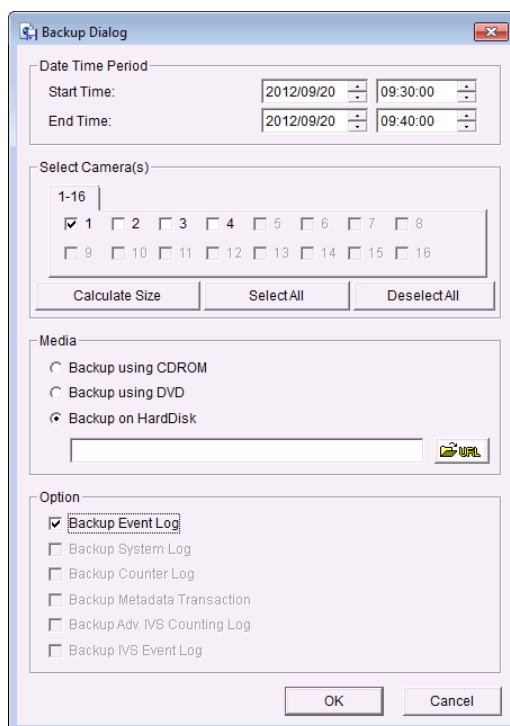 Backup Dialog
Date Time Period
Start Time: 2012/09/20 09:30:00
End Time: 2012/09/20 09:40:00
Select Camera(s)
1-16
1 2 3 4 5 6 7 8
9 10 11 12 13 14 15 16
Calculate Size Select All Deselect All
Media
Backup using CDROM
Backup using DVD
Backup on HardDisk
URL
Option
Backup Event Log
Backup System Log
Backup Counter Log
Backup Metadata Transaction
Backup Adv. IVS Counting Log
Backup IVS Event Log
OK Cancel